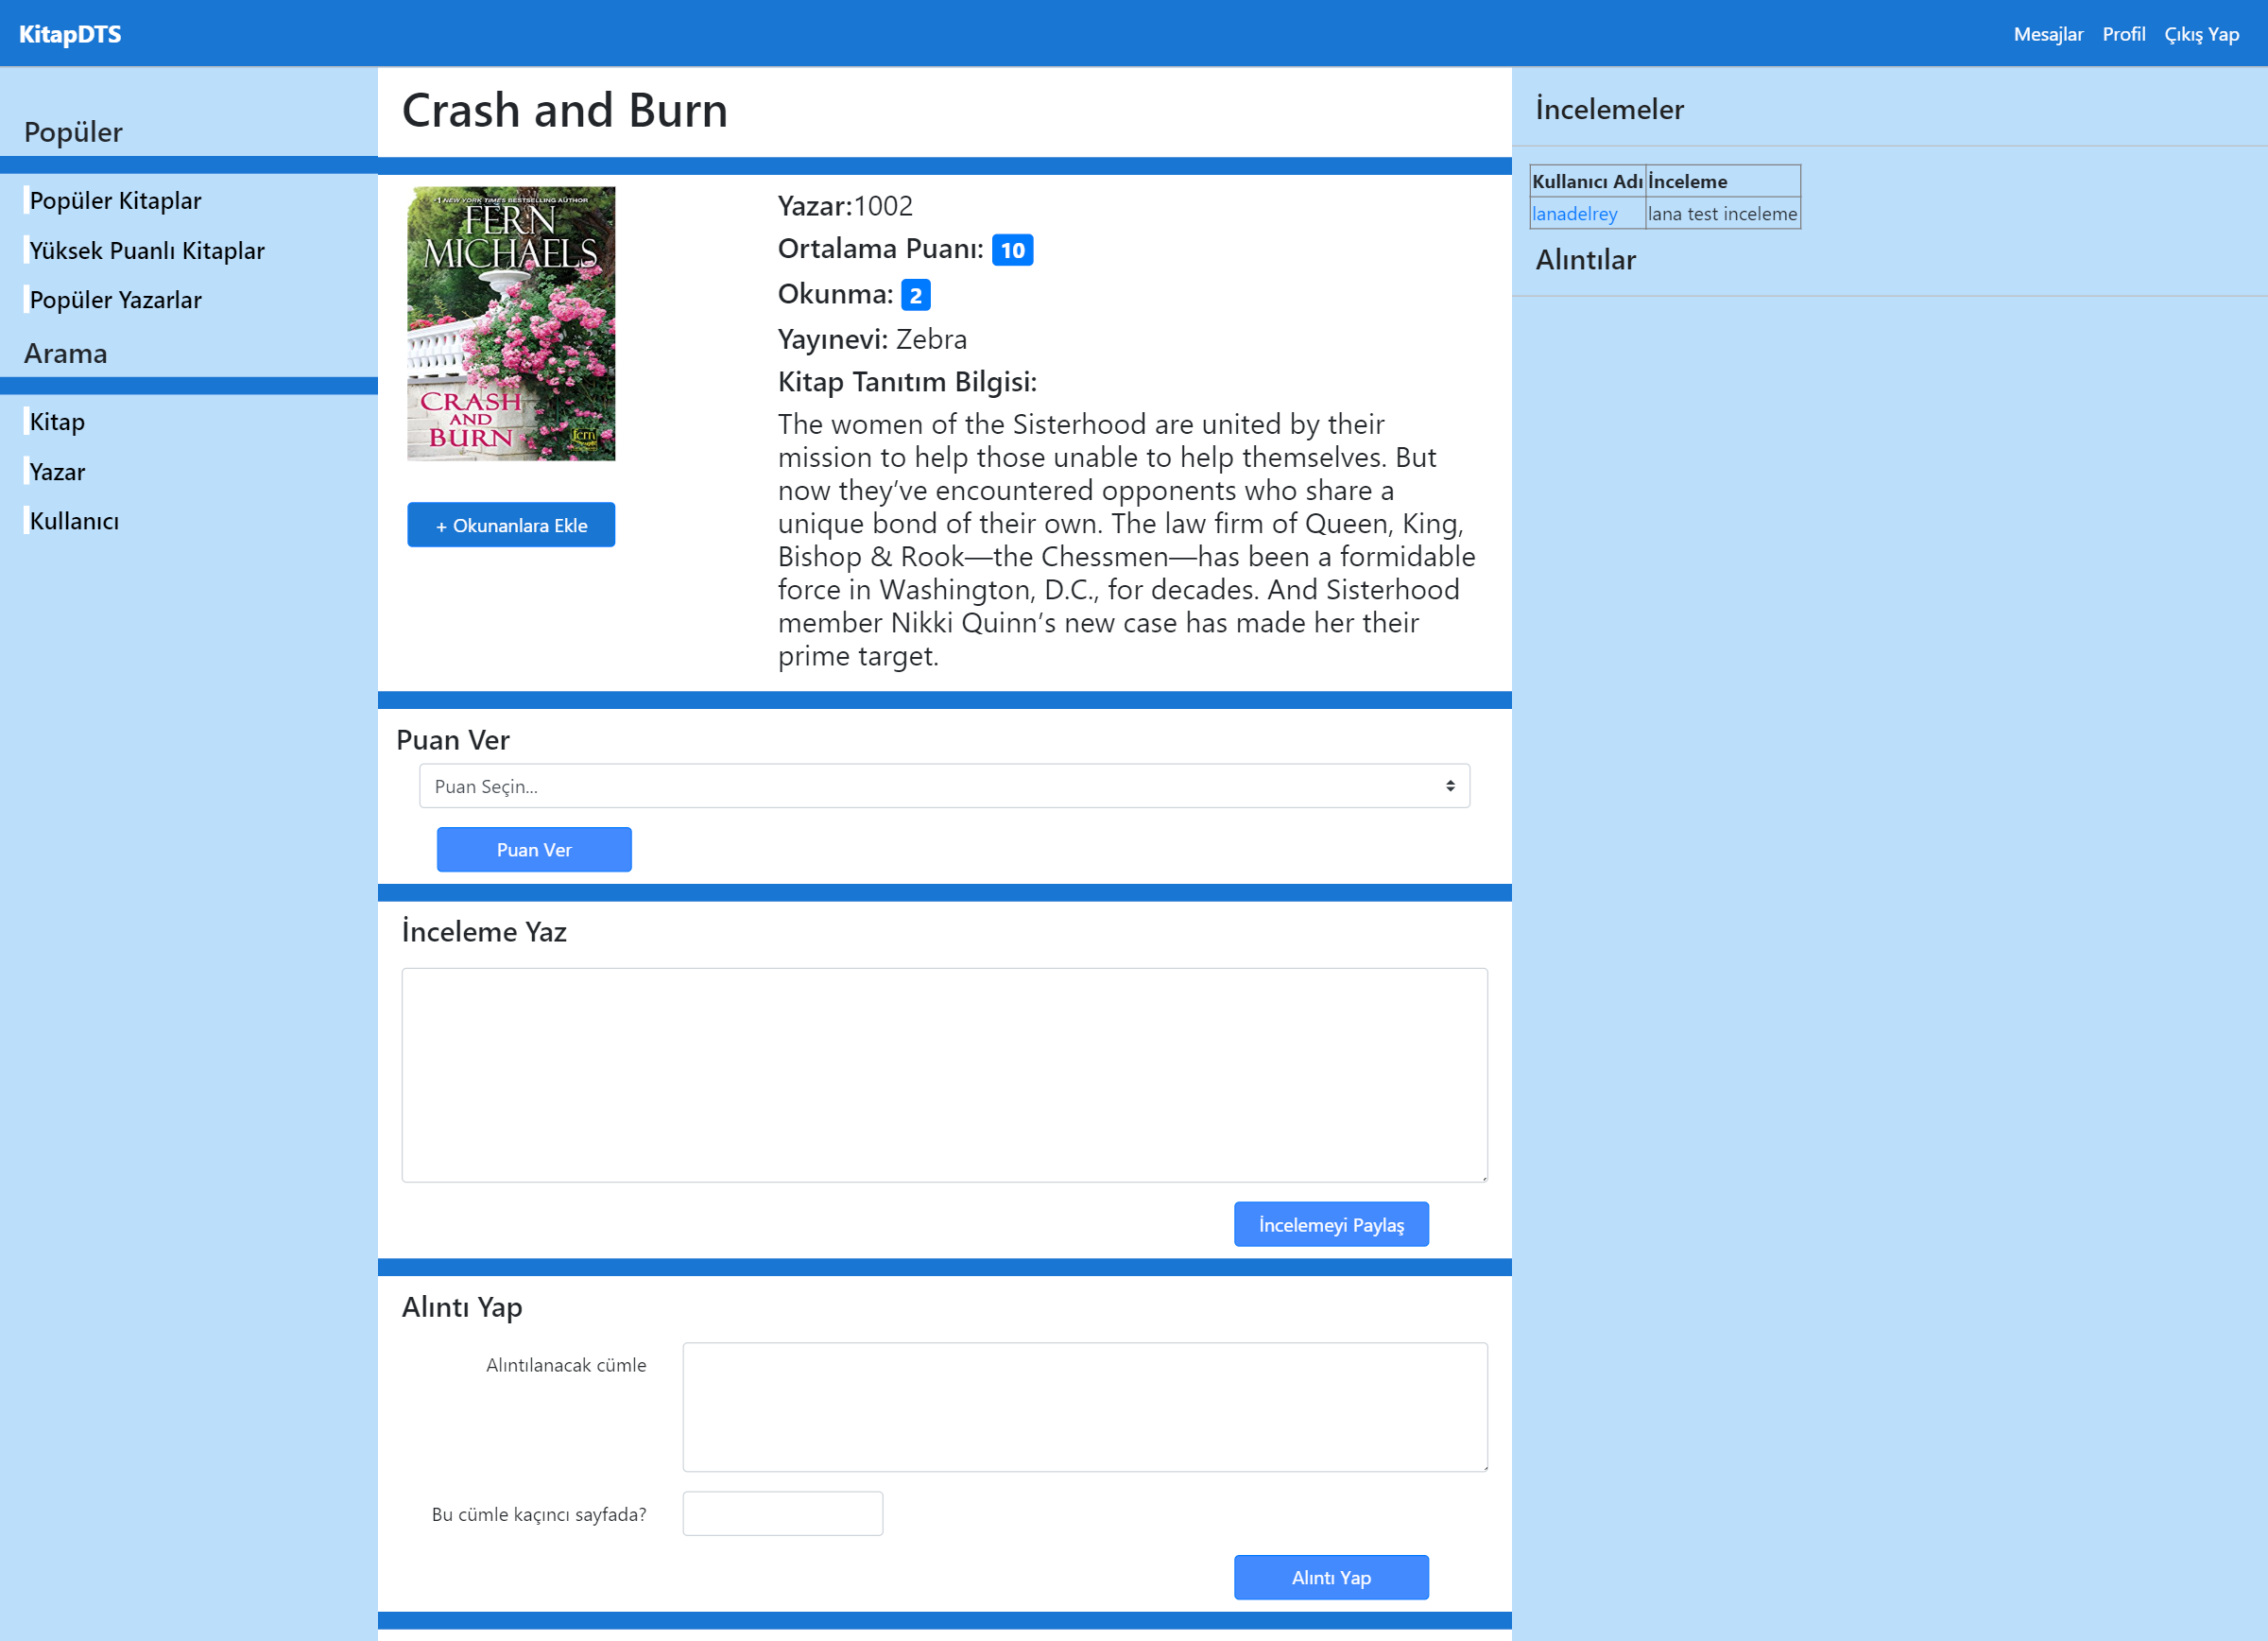 KitapDTS
Mesajlar Profil Çıkış Yap
Popüler
Popüler Kitaplar
Yüksek Puanlı Kitaplar
Popüler Yazarlar
Arama
Kitap
Yazar
Kullanıcı
Crash and Burn
#1 NEW YORK TIMES BESTSELLING AUTHOR
FERN
MICHAELS
CRASH
AND
BURN
+ Okunanlara Ekle
Yazar:1002
Ortalama Puanı: 10
Okunma: 2
Yayınevi: Zebra
Kitap Tanıtım Bilgisi:
The women of the Sisterhood are united by their
mission to help those unable to help themselves. But
now they’ve encountered opponents who share a
unique bond of their own. The law firm of Queen, King,
Bishop & Rook—the Chessmen—has been a formidable
force in Washington, D.C., for decades. And Sisterhood
member Nikki Quinn’s new case has made her their
prime target.
Puan Ver
Puan Seçin...
Puan Ver
İnceleme Yaz
İncelemeyi Paylaş
Alıntı Yap
Alıntılanacak cümle
Bu cümle kaçıncı sayfada?
Alıntı Yap
İncelemeler
Kullanıcı Adı İnceleme
lanadelrey lana test inceleme
Alıntılar